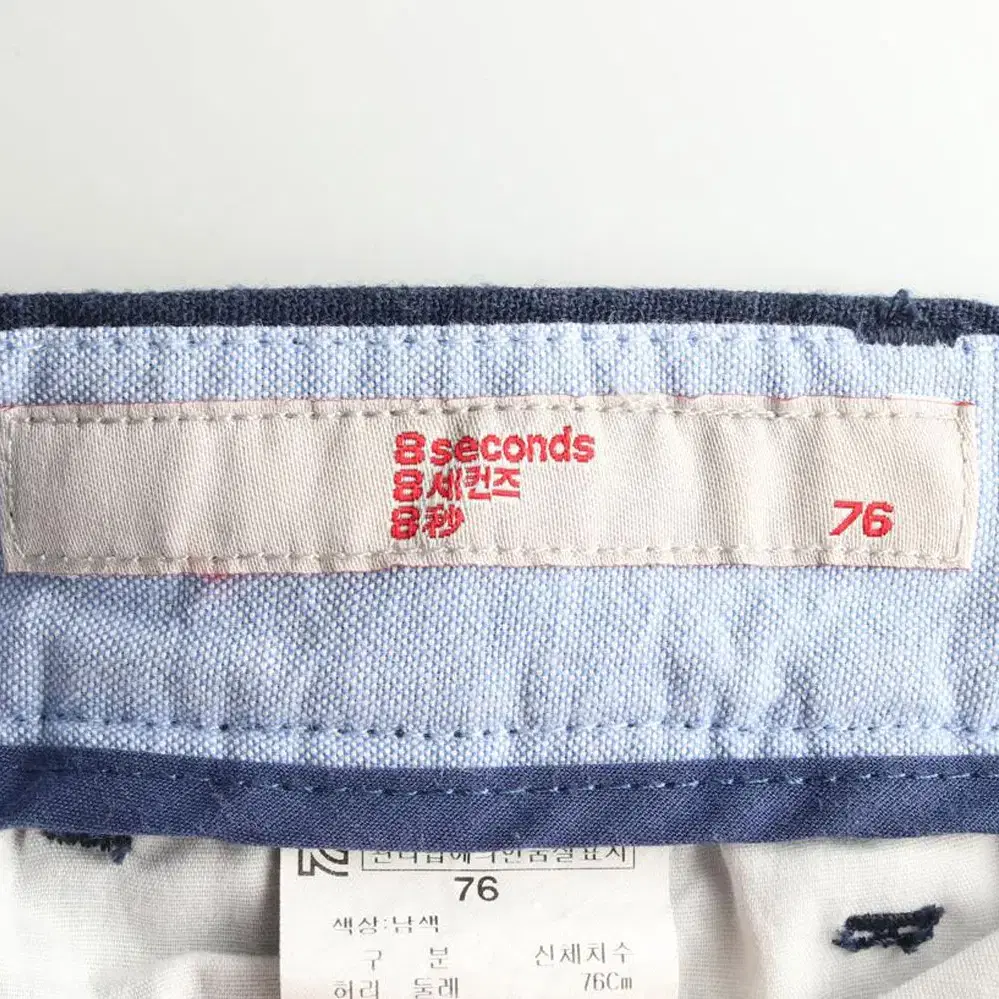 8seconds
8세컨즈
8秒
76
76
색상:남색
구 분 신체치수
허리 둘레 76Cm